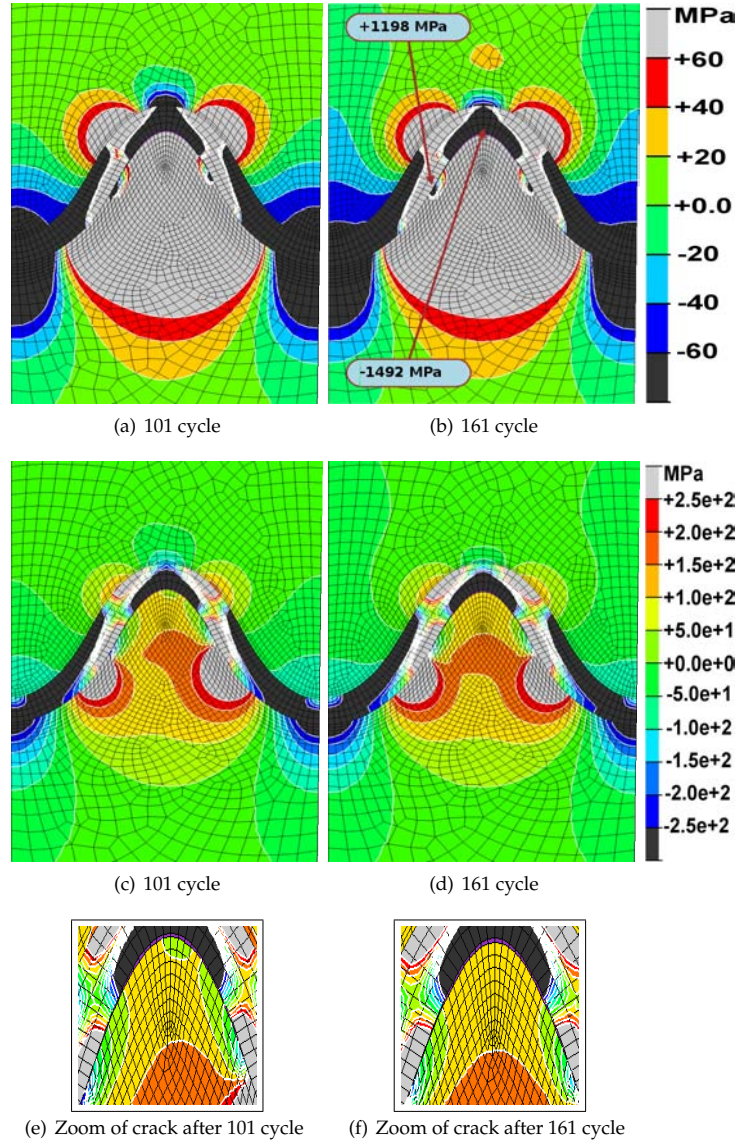 +1198 MPa
-1492 MPa
MPa
+60
+40
+20
+0.0
-20
-40
-60
(a) 101 cycle
(b) 161 cycle
MPa
+2.5e+2
+2.0e+2
+1.5e+2
+1.0e+2
+5.0e+1
+0.0e+0
-5.0e+1
-1.0e+2
-1.5e+2
-2.0e+2
-2.5e+2
(c) 101 cycle
(d) 161 cycle
(e) Zoom of crack after 101 cycle
(f) Zoom of crack after 161 cycle